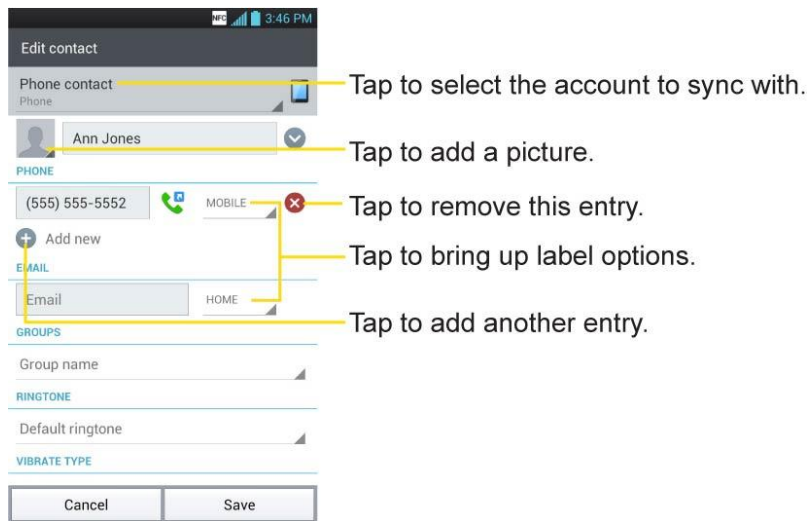 NFC 3:46 PM
Edit contact
Phone contact
Phone
Tap to select the account to sync with.
Ann Jones
Tap to add a picture.
PHONE
(555) 555-5552 MOBILE
Tap to remove this entry.
Add new
Tap to bring up label options.
EMAIL
Email HOME
Tap to add another entry.
GROUPS
Group name
RINGTONE
Default ringtone
VIBRATE TYPE
Cancel Save